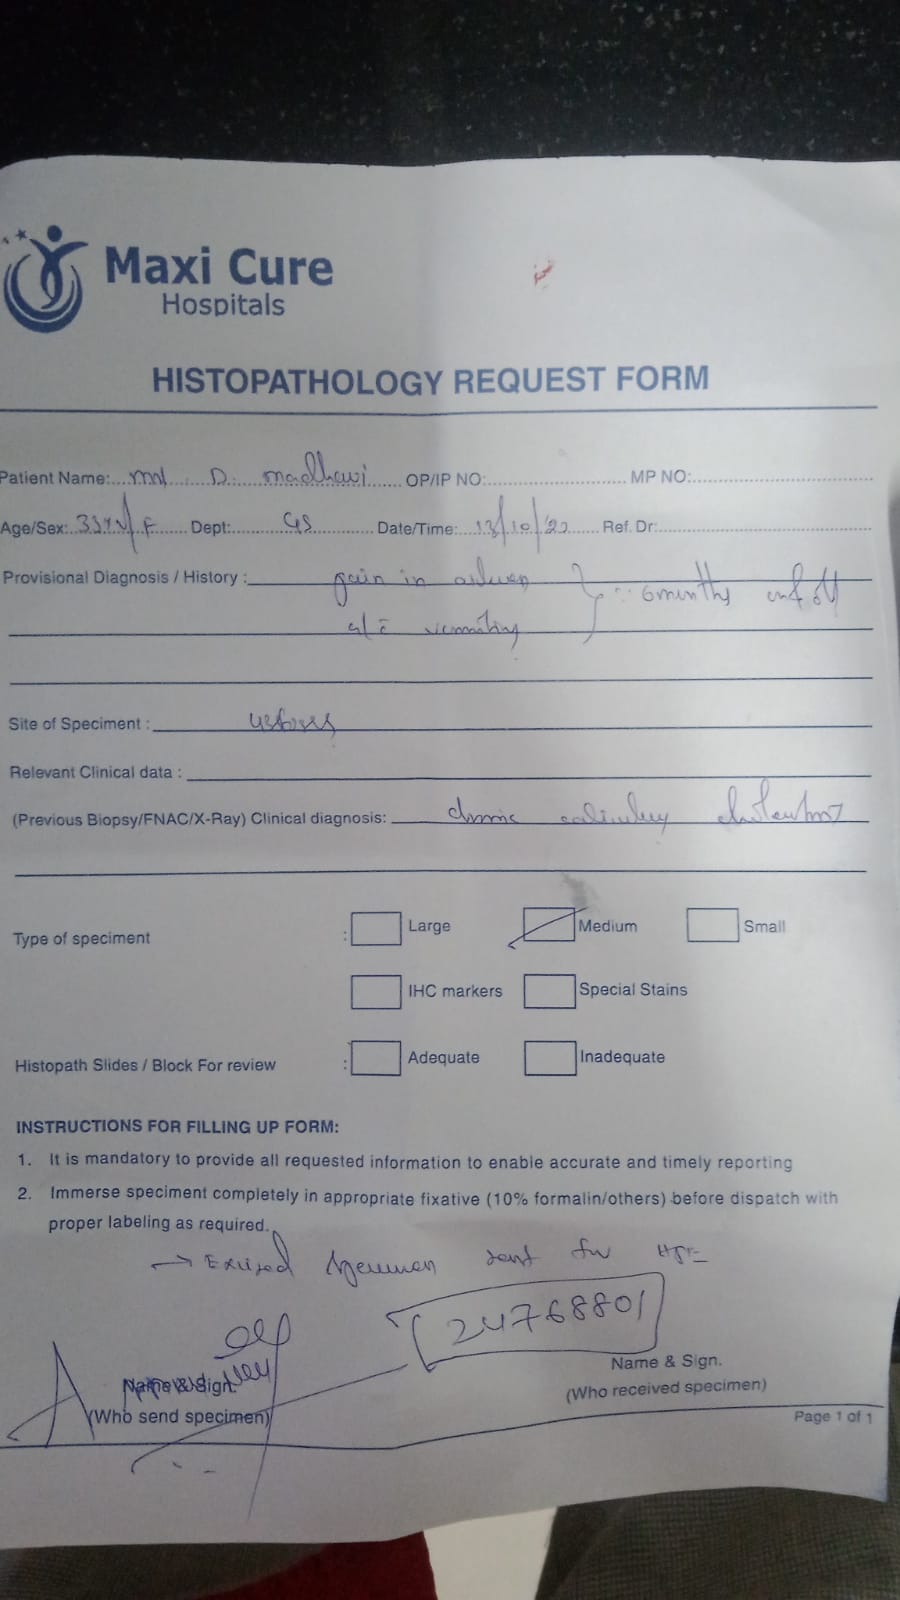 Maxi Cure
Hospitals
HISTOPATHOLOGY REQUEST FORM
Patient Name: D. madhavi OP/IP NO: MP NO:
Age/Sex: F Dept: GS Date/Time: 13/10/22 Ref. Dr:
Provisional Diagnosis / History : pain in 6 months on & off
vomiting
Site of Speciment :
Relevant Clinical data :
(Previous Biopsy/FNAC/X-Ray) Clinical diagnosis: chronic
Type of speciment : Large Medium Small
IHC markers Special Stains
Histopath Slides / Block For review : Adequate Inadequate
INSTRUCTIONS FOR FILLING UP FORM:
1. It is mandatory to provide all requested information to enable accurate and timely reporting
2. Immerse speciment completely in appropriate fixative (10% formalin/others) before dispatch with
proper labeling as required.
→ Excised specimen sent for HPE
24768801
Name & Sign.
(Who send specimen)
Name & Sign.
(Who received specimen)
Page 1 of 1